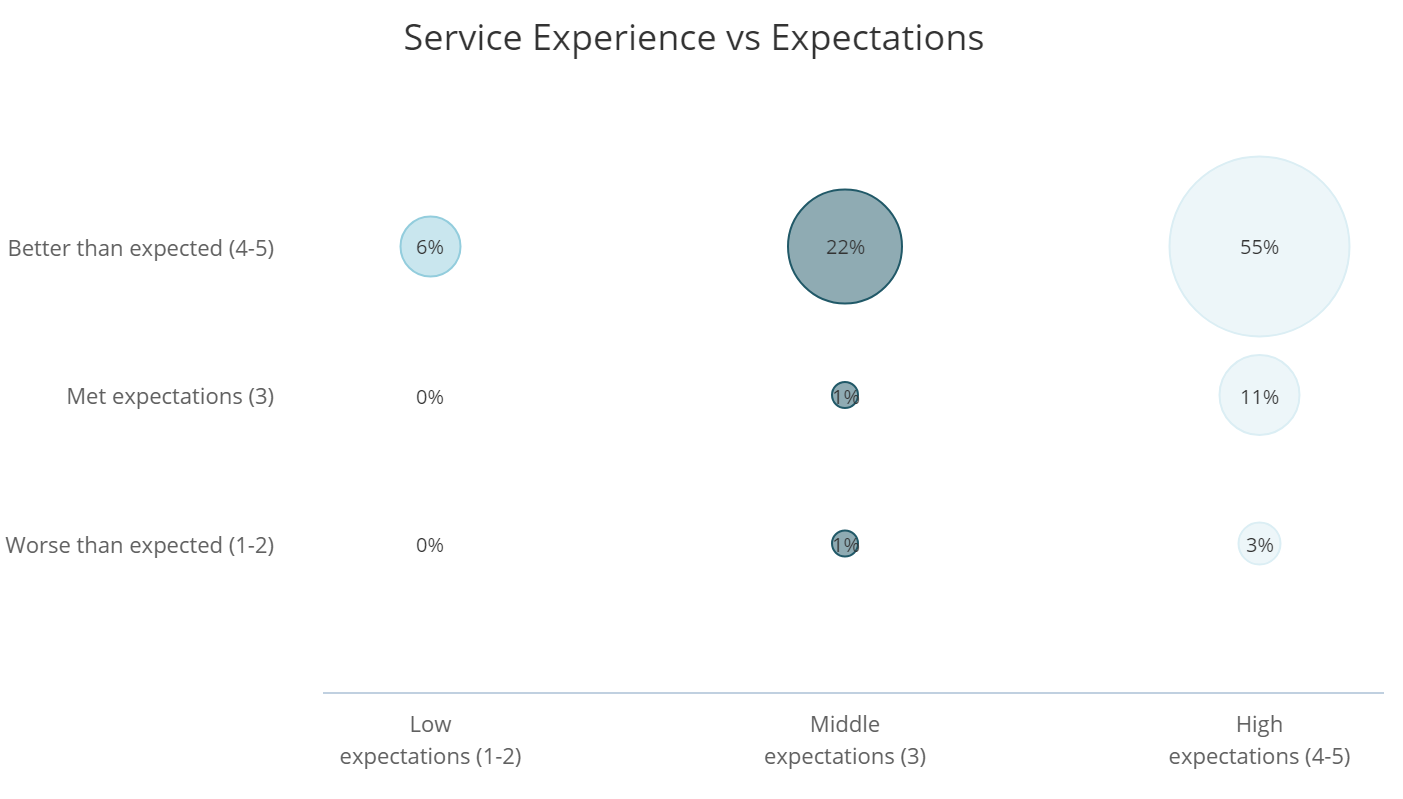 Service Experience vs Expectations
Better than expected (4-5)
6%
22%
55%
Met expectations (3)
0%
1%
11%
Worse than expected (1-2)
0%
1%
3%
Low
expectations (1-2)
Middle
expectations (3)
High
expectations (4-5)